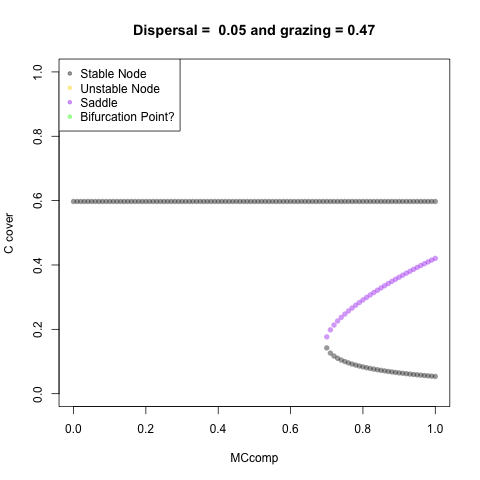 Dispersal =  0.05 and grazing = 0.47
1.0
0.8
0.6
0.4
0.2
0.0
C cover
Stable Node
Unstable Node
Saddle
Bifurcation Point?
0.0 0.2 0.4 0.6 0.8 1.0
MCcomp